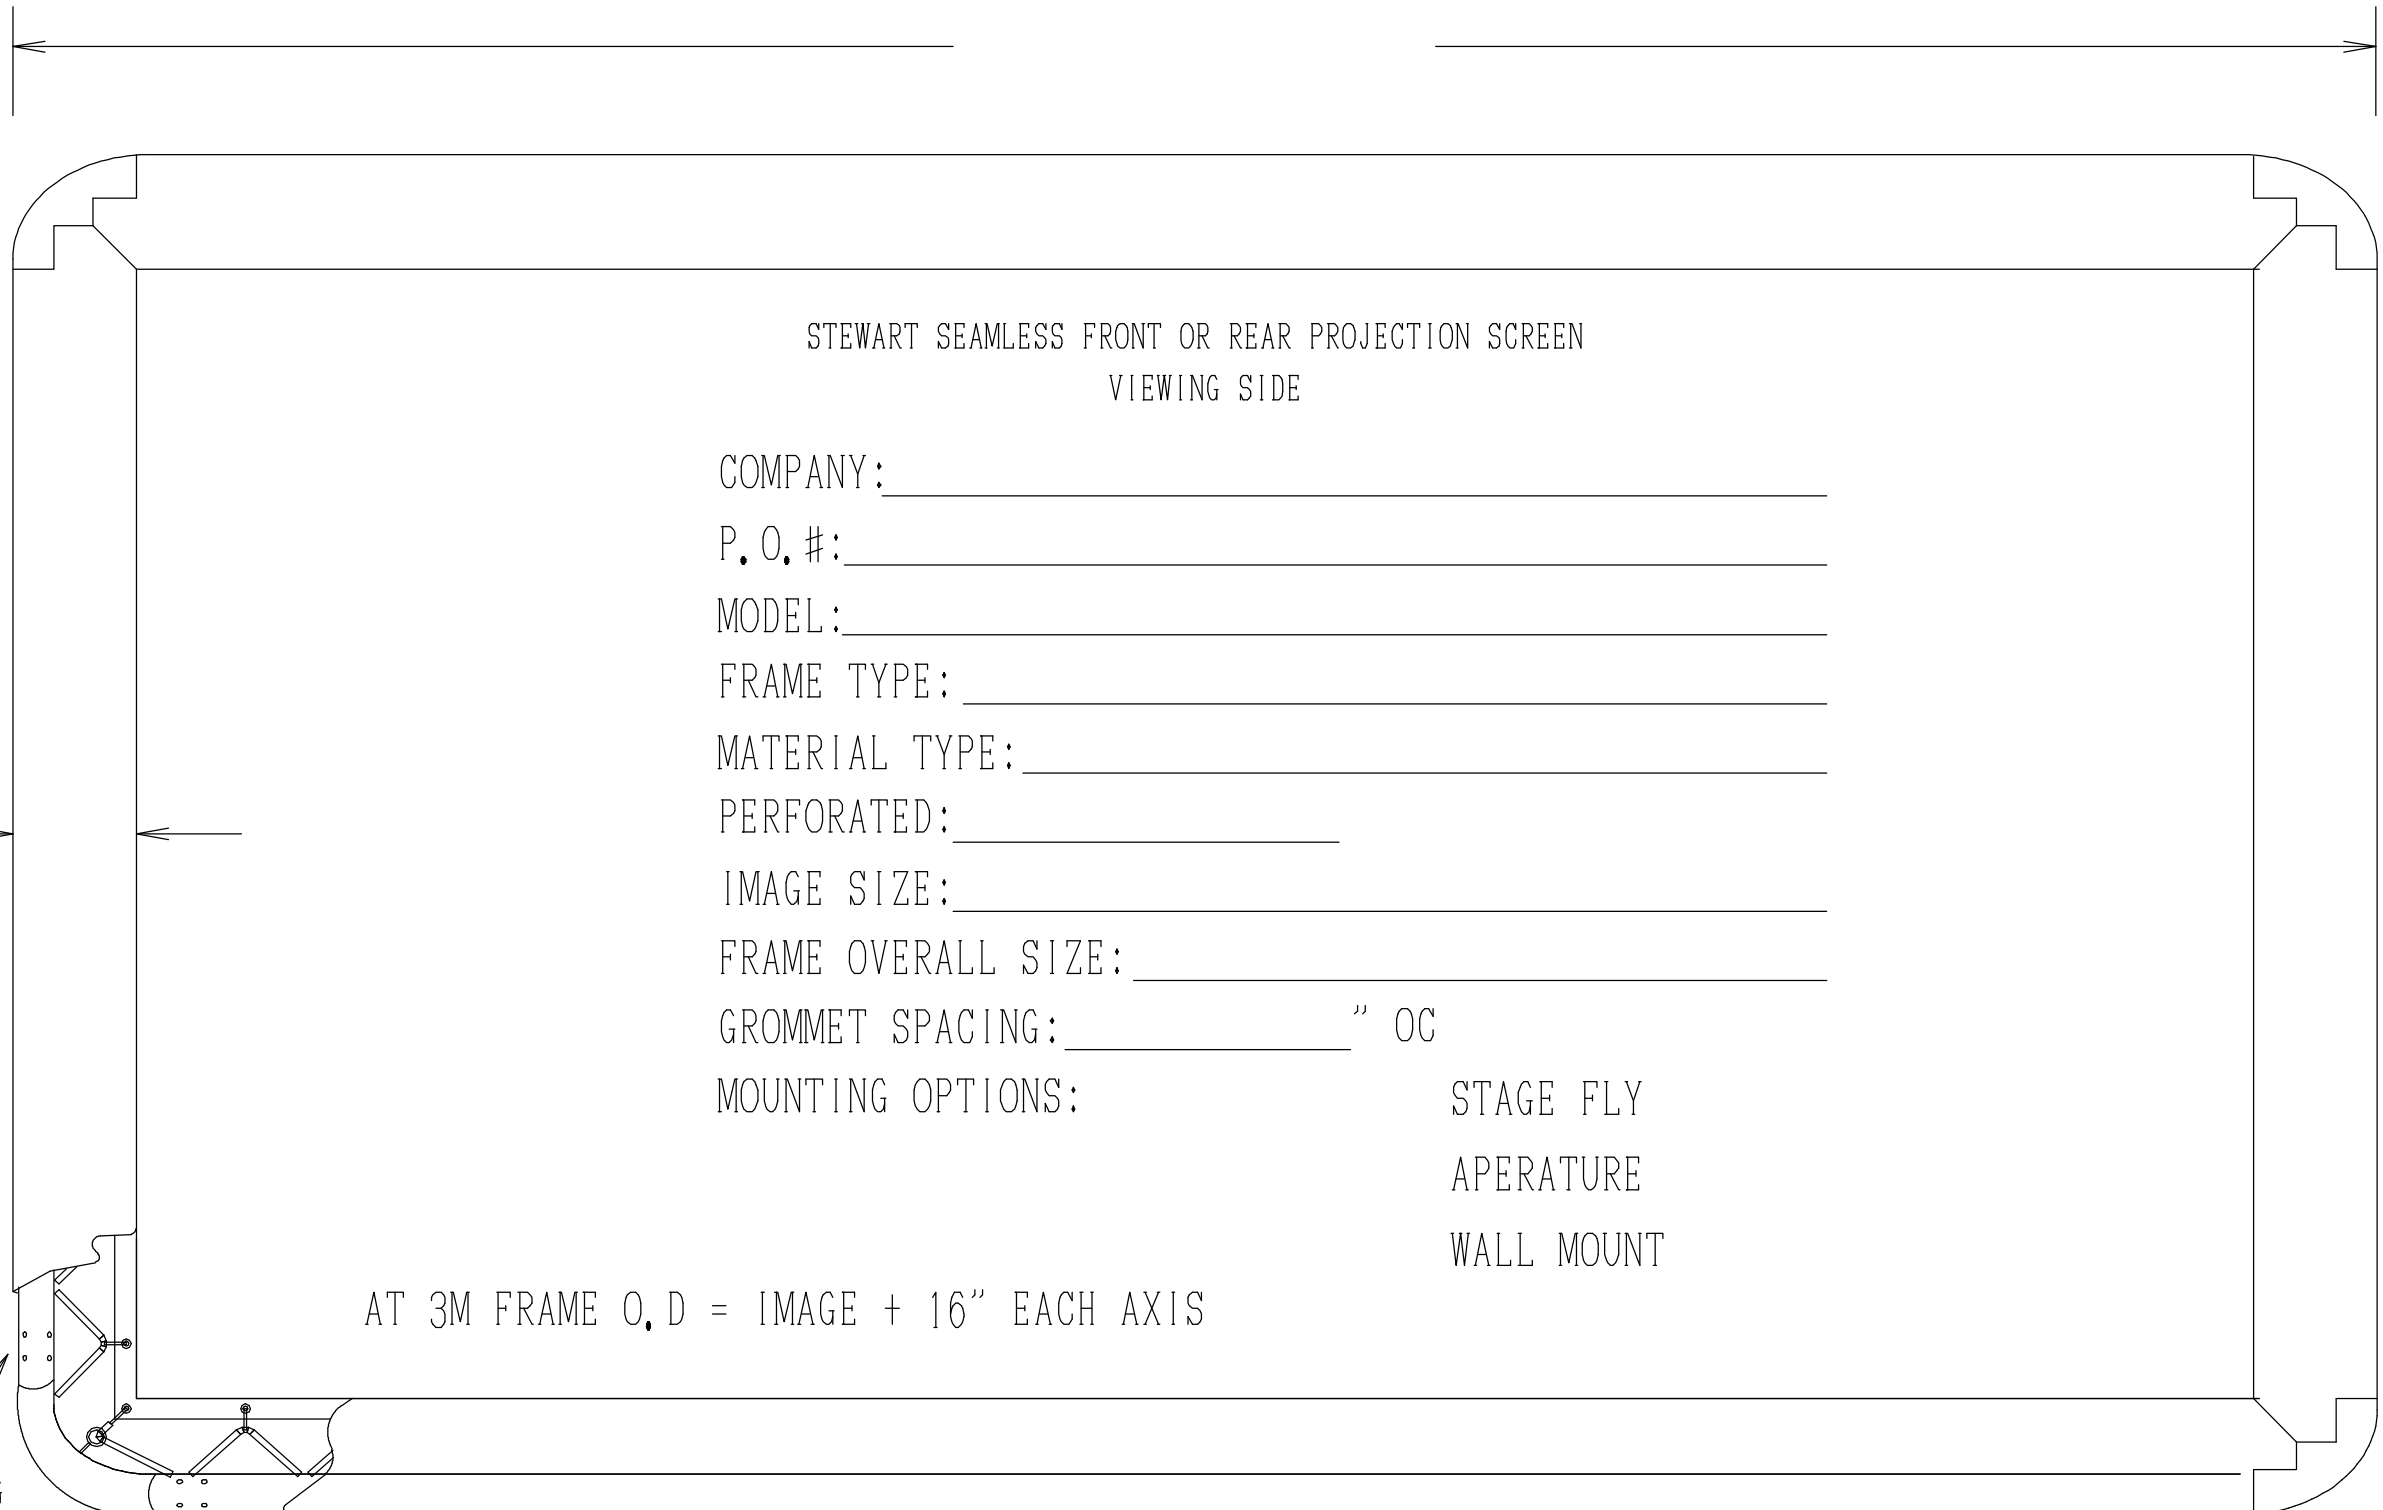 STEWART SEAMLESS FRONT OR REAR PROJECTION SCREEN
VIEWING SIDE
COMPANY:
P.O.#:
MODEL:
FRAME TYPE:
MATERIAL TYPE:
PERFORATED:
IMAGE SIZE:
FRAME OVERALL SIZE:
GROMMET SPACING: ” OC
MOUNTING OPTIONS: STAGE FLY
APERATURE
WALL MOUNT
AT 3M FRAME O.D = IMAGE + 16” EACH AXIS